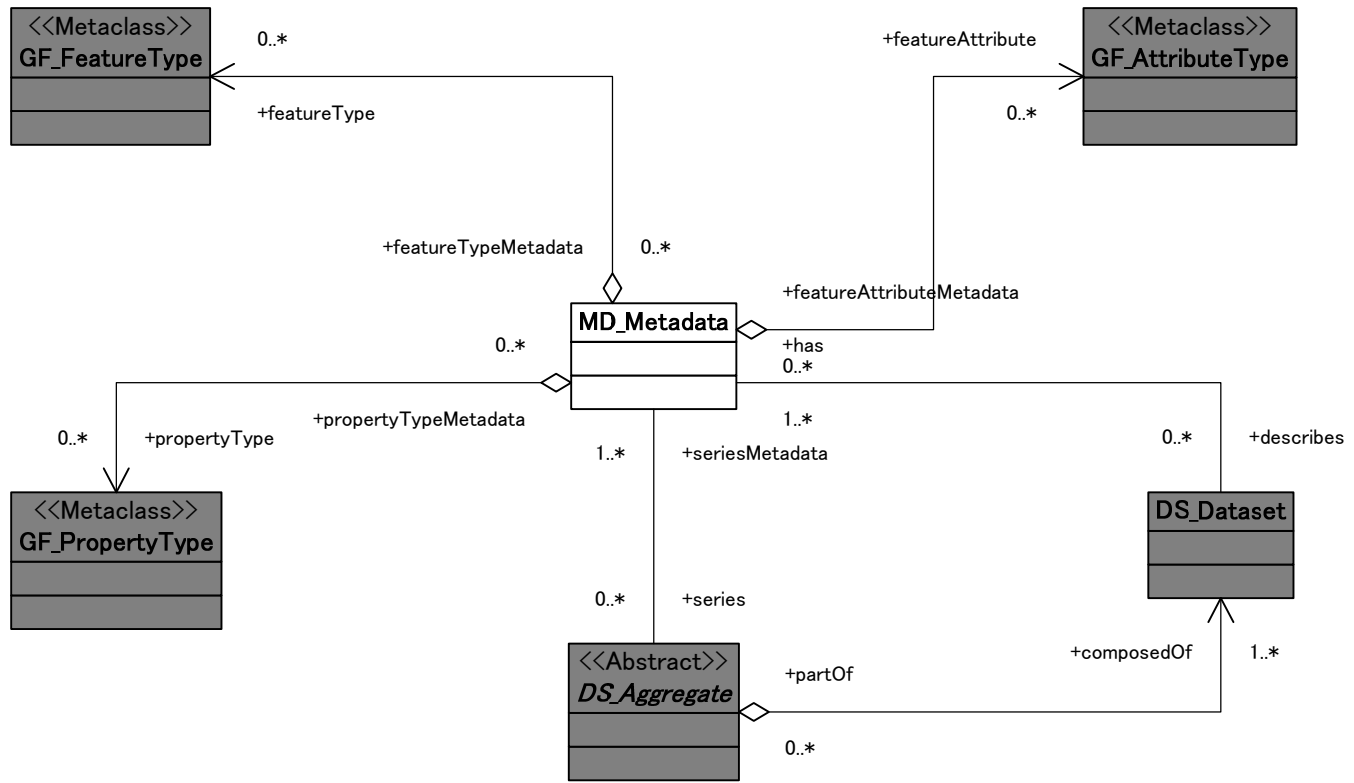 <<Metaclass>>
GF_FeatureType
0..*
+featureType
+featureAttribute
0..*
<<Metaclass>>
GF_AttributeType
+featureTypeMetadata
0..*
+featureAttributeMetadata
MD_Metadata
0..*
+has
0..*
+propertyTypeMetadata
1..*
0..*
+propertyType
1..*
+seriesMetadata
0..*
+describes
<<Metaclass>>
GF_PropertyType
DS_Dataset
0..*
+series
<<Abstract>>
DS_Aggregate
+partOf
+composedOf
1..*
0..*